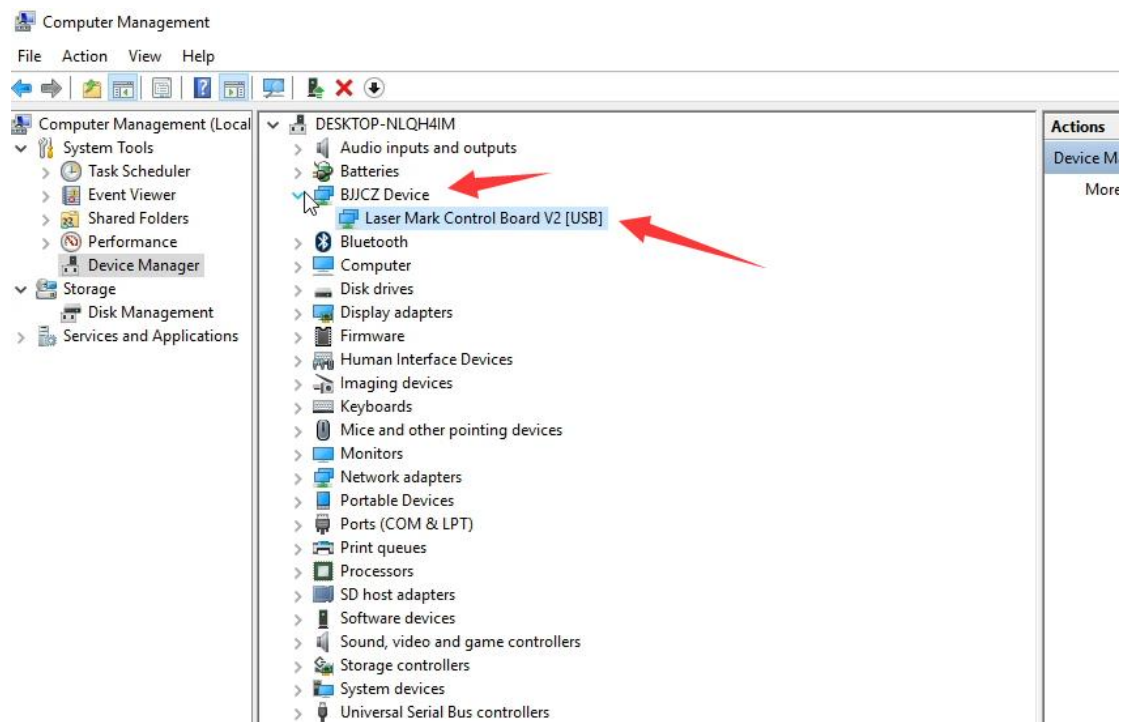 Computer Management
File Action View Help
Computer Management (Local
System Tools
Task Scheduler
Event Viewer
Shared Folders
Performance
Device Manager
Storage
Disk Management
Services and Applications
DESKTOP-NLQH4IM
Audio inputs and outputs
Batteries
BJJCZ Device
Laser Mark Control Board V2 [USB]
Bluetooth
Computer
Disk drives
Display adapters
Firmware
Human Interface Devices
Imaging devices
Keyboards
Mice and other pointing devices
Monitors
Network adapters
Portable Devices
Ports (COM & LPT)
Print queues
Processors
SD host adapters
Software devices
Sound, video and game controllers
Storage controllers
System devices
Universal Serial Bus controllers
Actions
Device M
More